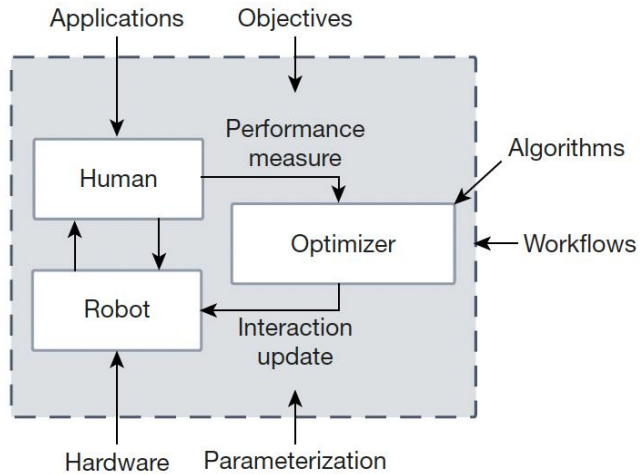 Applications
Objectives
Performance
measure
Algorithms
Human
Optimizer
Workflows
Robot
Interaction
update
Hardware
Parameterization